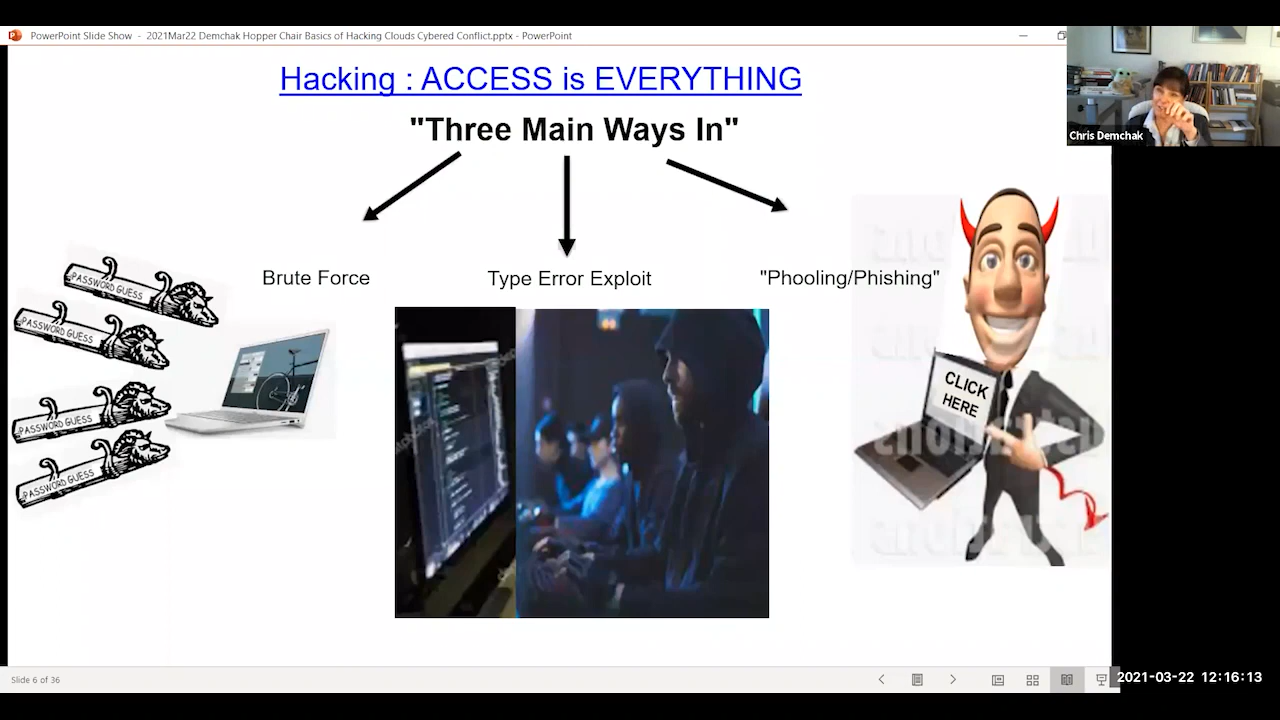 PowerPoint Slide Show - 2021Mar22 Demchak Hopper Chair Basics of Hacking Clouds Cybered Conflict.pptx - PowerPoint
Hacking : ACCESS is EVERYTHING
"Three Main Ways In"
Chris Demchak
Brute Force
Type Error Exploit
"Phooling/Phishing"
PASSWORD GUESS
PASSWORD GUESS
PASSWORD GUESS
PASSWORD GUESS
CLICK
HERE
Slide 6 of 36
2021-03-22 12:16:13